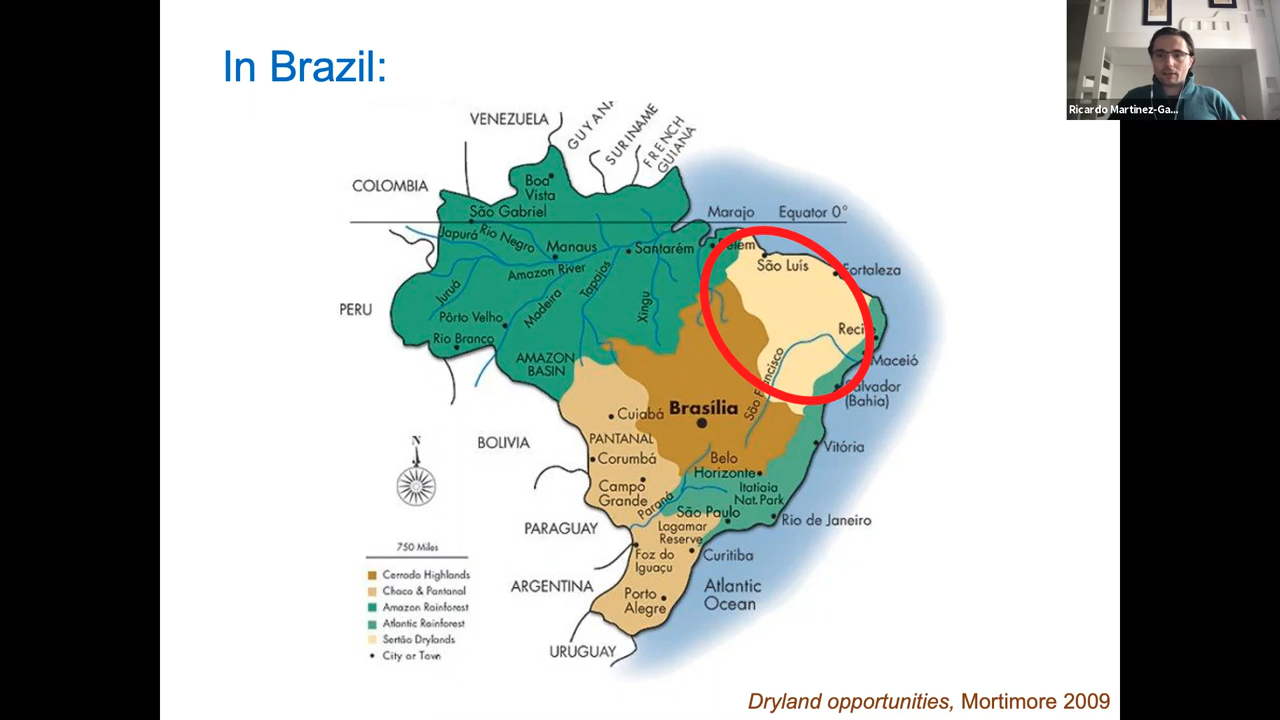 In Brazil:
Ricardo Martinez-Ga...
VENEZUELA
GUYANA
SURINAME
FRENCH
GUIANA
COLOMBIA
Boa
Vista
São Gabriel
Marajo
Equator 0°
Japurá
Rio Negro
Manaus
Santarém
Belem
São Luís
Fortaleza
Amazon River
Tapajos
Xingu
Juruá
Madeira
PERU
Pôrto Velho
Rio Branco
Recife
Maceió
AMAZON
BASIN
São Francisco
Salvador
(Bahia)
Cuiabá
Brasília
BOLIVIA
PANTANAL
Corumbá
Vitória
Belo
Horizonte
Campo
Grande
Itatiaia
Nat. Park
Paraná
São Paulo
Rio de Janeiro
PARAGUAY
Lagamar
Reserve
N
750 Miles
Foz do
Iguaçu
Curitiba
ARGENTINA
Porto
Alegre
Atlantic
Ocean
Cerrado Highlands
Chaco & Pantanal
Amazon Rainforest
Atlantic Rainforest
Sertão Drylands
City or Town
URUGUAY
Dryland opportunities, Mortimore 2009